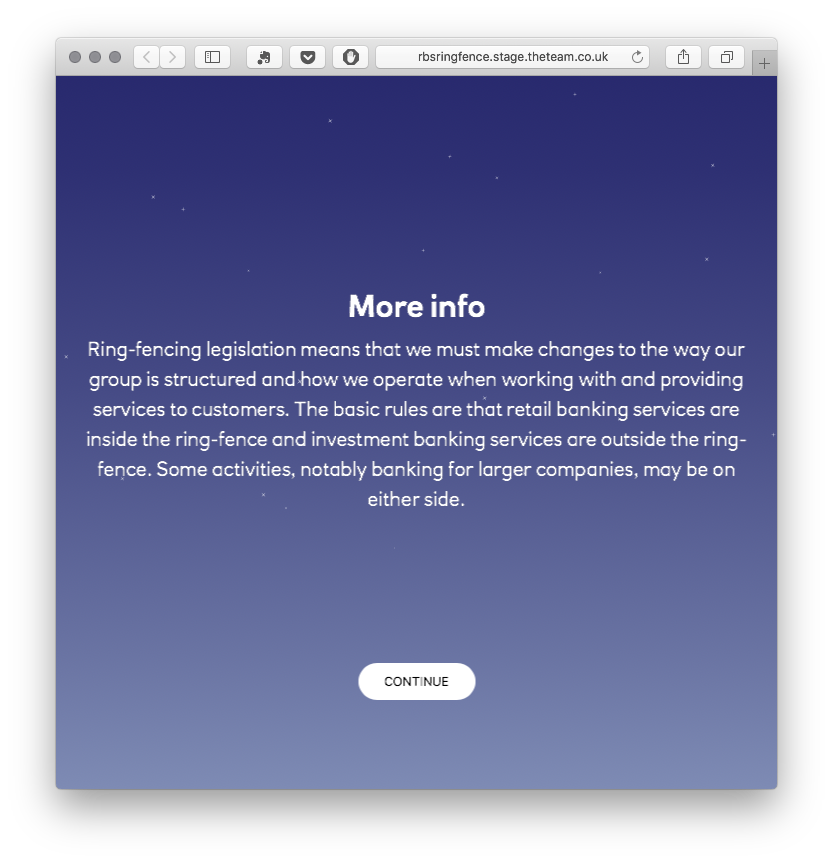 rbsringfence.stage.theteam.co.uk
More info
Ring-fencing legislation means that we must make changes to the way our
group is structured and how we operate when working with and providing
services to customers. The basic rules are that retail banking services are
inside the ring-fence and investment banking services are outside the ring-
fence. Some activities, notably banking for larger companies, may be on
either side.
CONTINUE